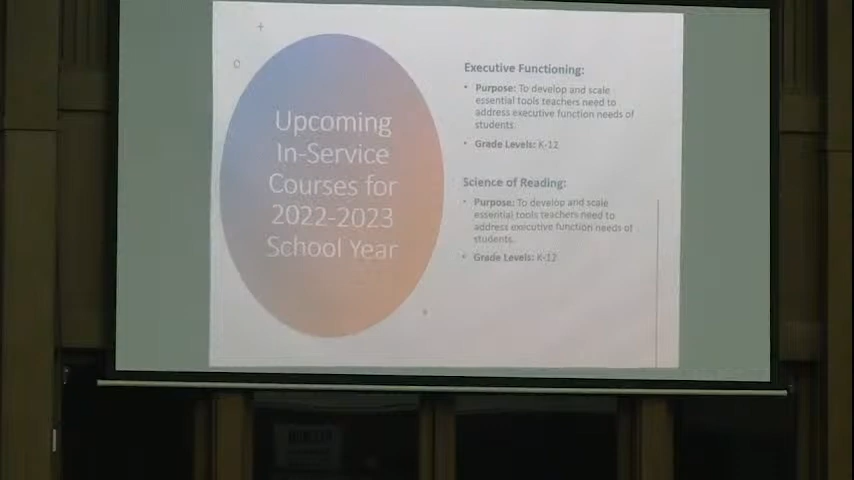 Upcoming
In-Service
Courses for
2022-2023
School Year
Executive Functioning:
• Purpose: To develop and scale
essential tools teachers need to
address executive function needs of
students.
• Grade Levels: K-12
Science of Reading:
• Purpose: To develop and scale
essential tools teachers need to
address executive function needs of
students.
• Grade Levels: K-12